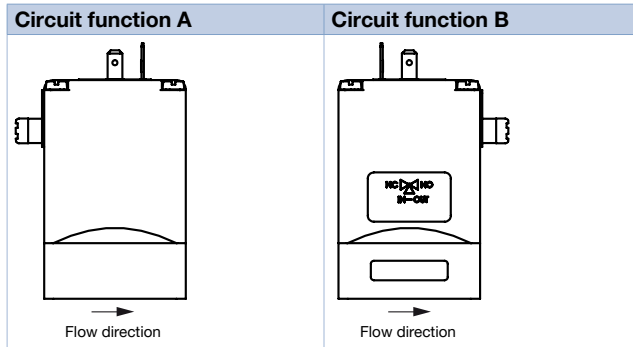 Circuit function A
Circuit function B
NC NO
IN-OUT
Flow direction
Flow direction